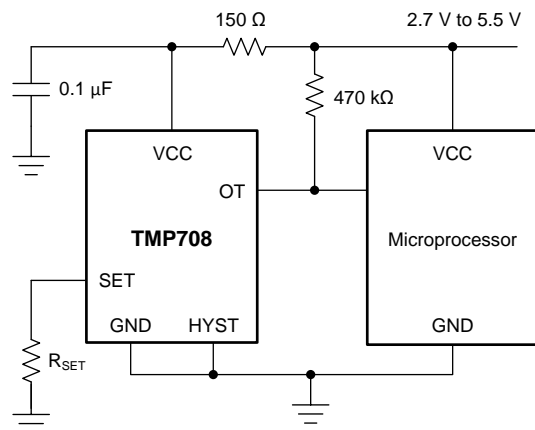 150 Ω
2.7 V to 5.5 V
0.1 µF
470 kΩ
VCC
VCC
OT
TMP708
Microprocessor
SET
GND
HYST
GND
RSET